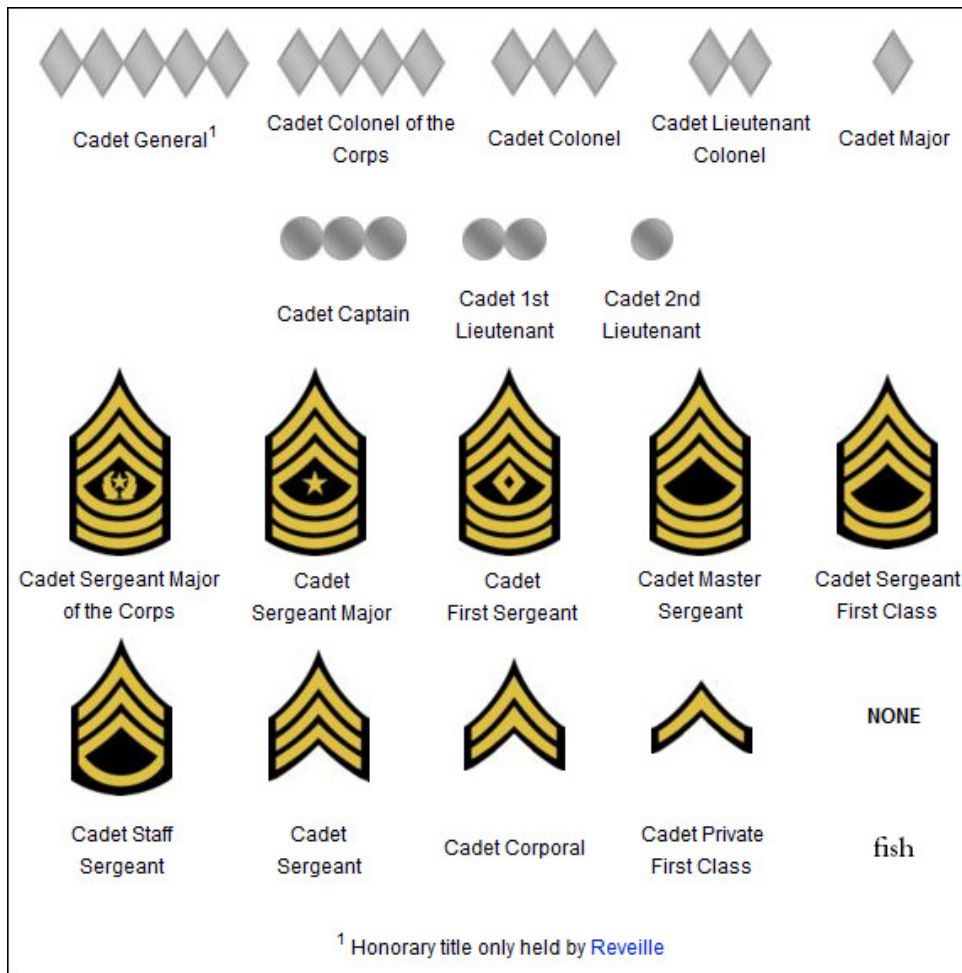 Cadet General1
Cadet Colonel of the
Corps
Cadet Colonel
Cadet Lieutenant
Colonel
Cadet Major
Cadet Captain
Cadet 1st
Lieutenant
Cadet 2nd
Lieutenant
Cadet Sergeant Major
of the Corps
Cadet
Sergeant Major
Cadet
First Sergeant
Cadet Master
Sergeant
Cadet Sergeant
First Class
NONE
Cadet Staff
Sergeant
Cadet
Sergeant
Cadet Corporal
Cadet Private
First Class
fish
1 Honorary title only held by Reveille